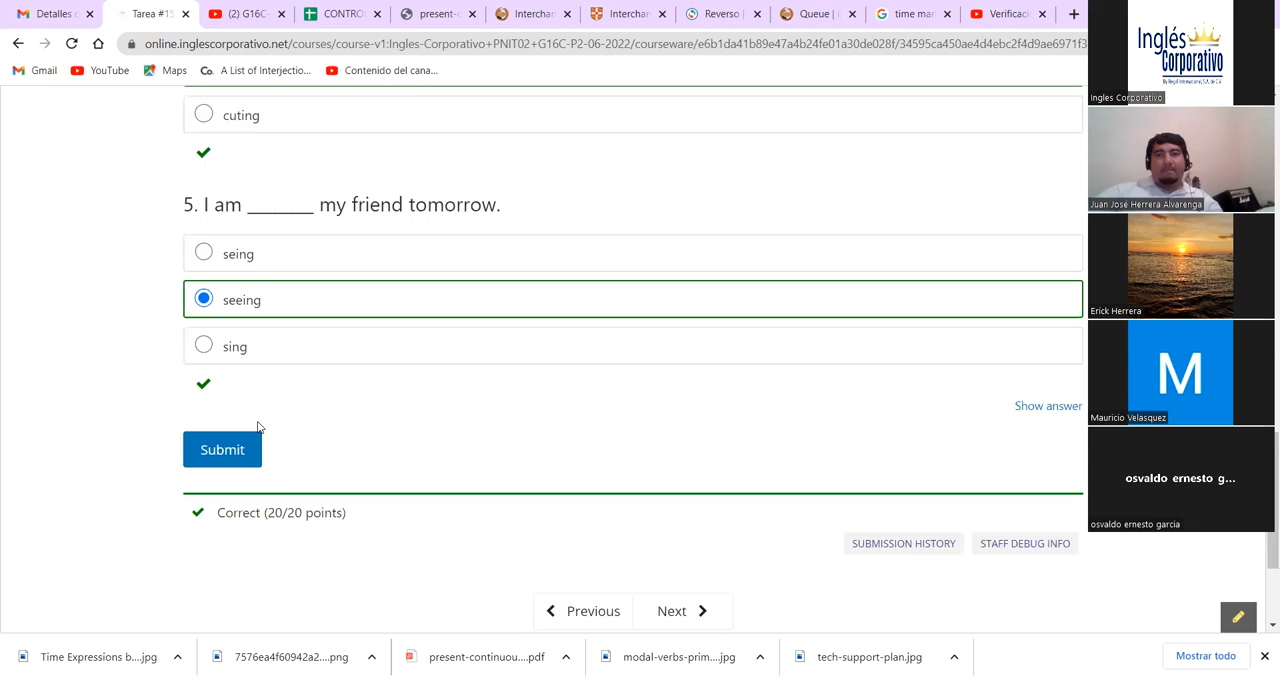 Detalles c
Tarea #15
(2) G16C-
CONTRO
present-c
Interchan
Interchan
Reverso |
Queue | i
time mar
Verificaci
online.inglescorporativo.net/courses/course-v1:Ingles-Corporativo+PNIT02+G16C-P2-06-2022/courseware/e6b1da41b89e47a4b24fe01a30de028f/34595ca450ae4d4ebc2f4d9ae6971f3
Gmail
YouTube
Maps
Co. A List of Interjectio...
Contenido del cana...
cuting
5. I am _______ my friend tomorrow.
seing
seeing
sing
Show answer
Submit
Correct (20/20 points)
SUBMISSION HISTORY
STAFF DEBUG INFO
Previous
Next
Time Expressions b....jpg
7576ea4f60942a2....png
present-continuou....pdf
modal-verbs-prim....jpg
tech-support-plan.jpg
Mostrar todo
Inglés
Corporativo
Ingles Corporativo
Juan José Herrera Alvarenga
Erick Herrera
M
Mauricio Velasquez
osvaldo ernesto g...
osvaldo ernesto garcia